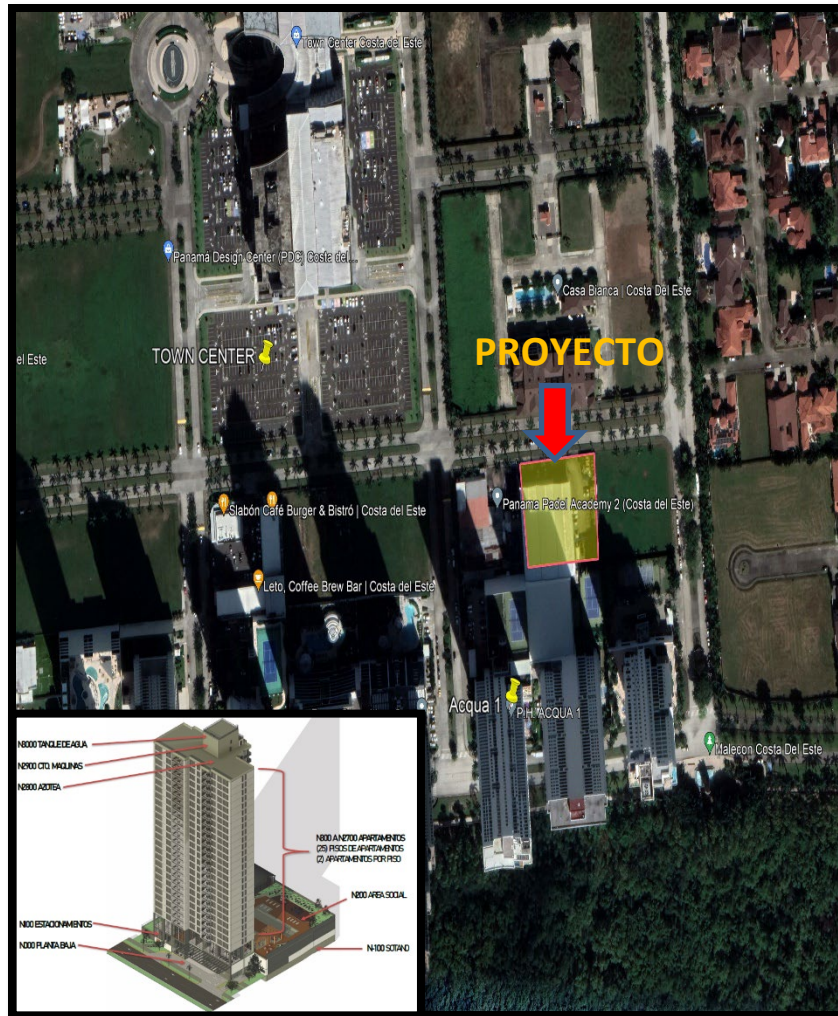 Town Center Costa del Este
Panamá Design Center (PDC) Costa del...
Casa Bianca | Costa Del Este
el Este
TOWN CENTER
PROYECTO
Panama Padel Academy 2 (Costa del Este)
Slabón Café Burger & Bistró | Costa del Este
Leto, Coffee Brew Bar | Costa del Este
Acqua 1
P.H. ACQUA 1
Malecón Costa Del Este
N3000 TANQUE DE AGUA
N2900 CTO. MAQUINAS
N2800 AZOTEA
N300 A N2700 APARTAMENTOS
(25) PISOS DE APARTAMENTOS
(2) APARTAMENTOS POR PISO
N200 AREA SOCIAL
N100 ESTACIONAMIENTOS
N000 PLANTA BAJA
N-100 SOTANO